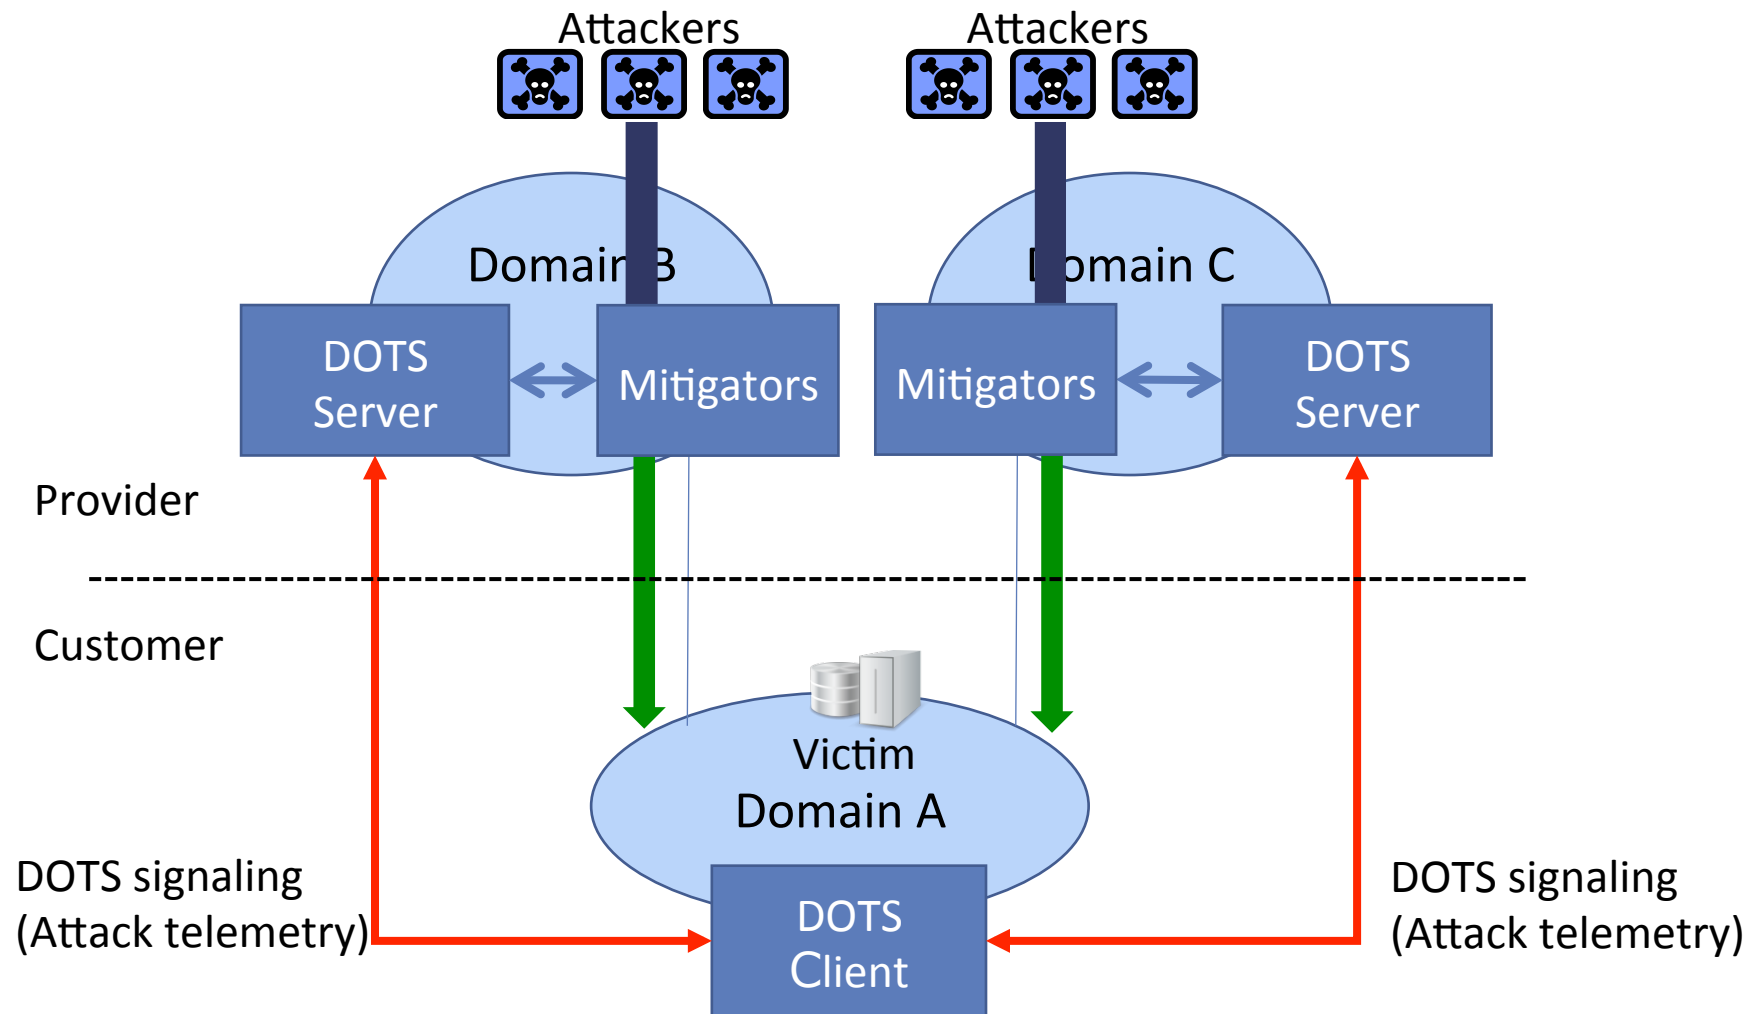 Attackers
Attackers
Domain B
Domain C
DOTS
Server
Mitigators
Mitigators
DOTS
Server
Provider
Customer
Victim
Domain A
DOTS signaling
(Attack telemetry)
DOTS signaling
(Attack telemetry)
DOTS
Client